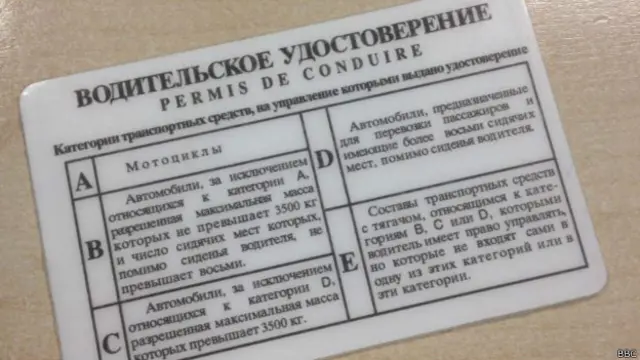 ВОДИТЕЛЬСКОЕ УДОСТОВЕРЕНИЕ
PERMIS DE CONDUIRE
Категории транспортных средств, на управление которыми выдано удостоверение
A
Мотоциклы
B
Автомобили, за исключением
относящихся к категории A,
разрешенная максимальная масса
которых не превышает 3500 кг
и число сидячих мест которых,
помимо сиденья водителя, не
превышает восьми.
C
Автомобили, за исключением
относящихся к категории D,
разрешенная максимальная масса
которых превышает 3500 кг.
D
Автомобили, предназначенные
для перевозки пассажиров и
имеющие более восьми сидячих
мест, помимо сиденья водителя.
E
Составы транспортных средств
с тягачом, относящимся к кате-
гориям B, C или D, которыми
водитель имеет право управлять,
но которые не входят сами в
одну из этих категорий или в
эти категории.
BBC